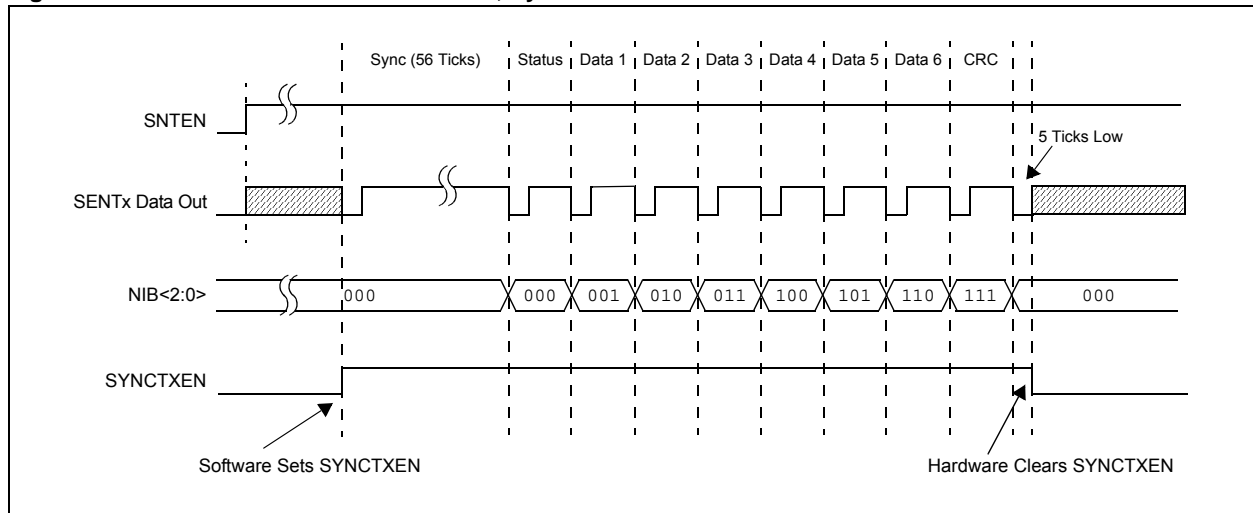 Sync (56 Ticks) Status Data 1 Data 2 Data 3 Data 4 Data 5 Data 6 CRC
SNTEN
5 Ticks Low
SENTx Data Out
NIB<2:0> 000 000 001 010 011 100 101 110 111 000
SYNCTXEN
Software Sets SYNCTXEN Hardware Clears SYNCTXEN